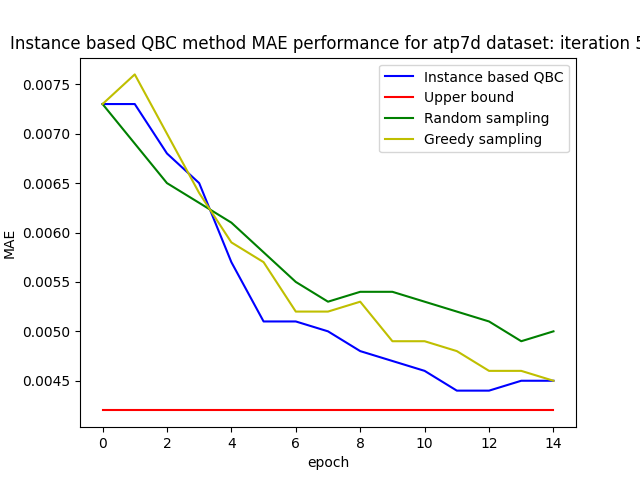 Instance based QBC method MAE performance for atp7d dataset: iteration 5
Instance based QBC
Upper bound
Random sampling
Greedy sampling
0.0075
0.0070
0.0065
0.0060
0.0055
0.0050
0.0045
MAE
0 2 4 6 8 10 12 14
epoch